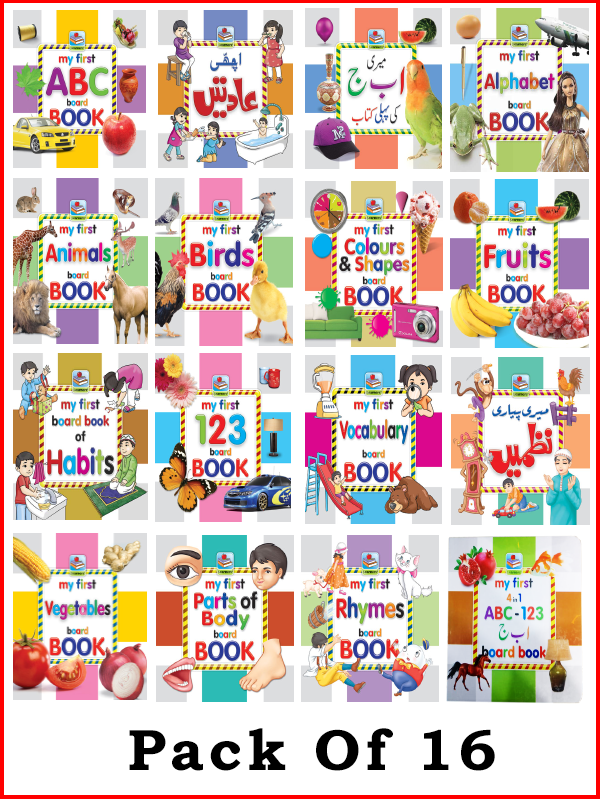 my first
ABC
board
BOOK
اچھی
عادتیں
میری
ا ب ج
کی پہلی کتاب
my first
Alphabet
board
BOOK
my first
Animals
board
BOOK
my first
Birds
board
BOOK
my first
Colours
& Shapes
board
BOOK
my first
Fruits
board
BOOK
my first
board book
of
Habits
my first
123
board
BOOK
my first
Vocabulary
board
BOOK
میری پیاری
نظمیں
my first
Vegetables
board
BOOK
my first
Parts of
Body
board
BOOK
my first
Rhymes
board
BOOK
my first
4 in 1
ABC - 123
ا ب ج
board book
Pack Of 16